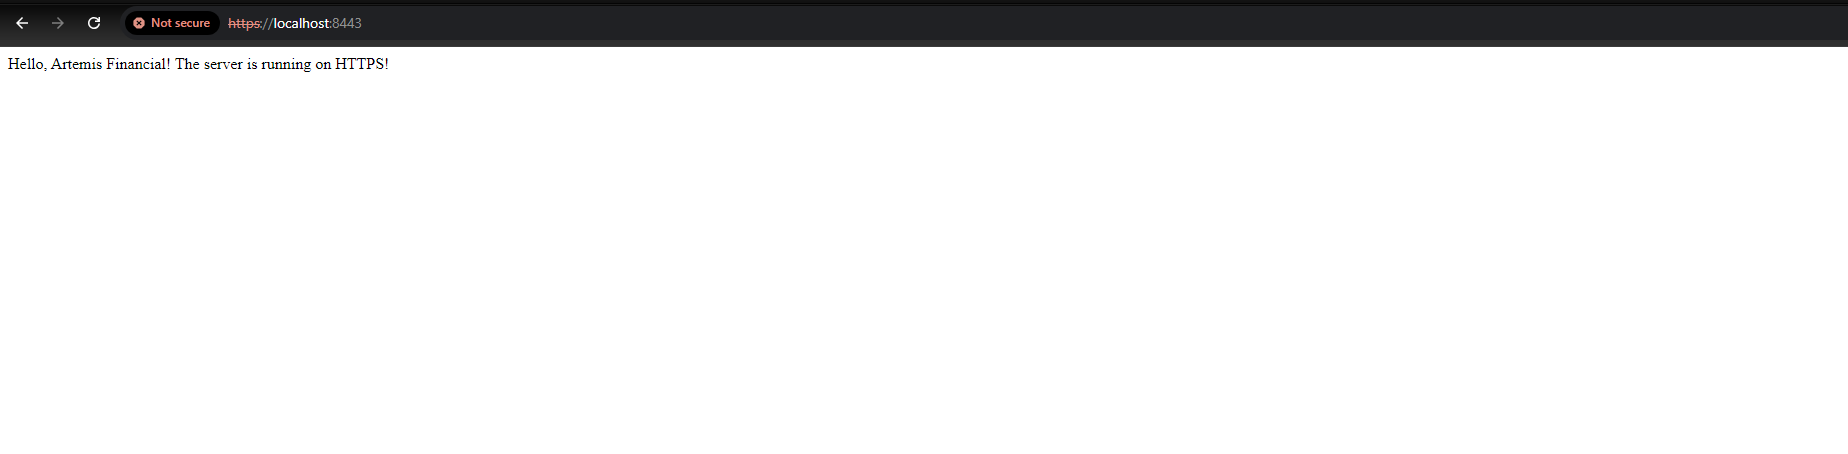 Not secure https://localhost:8443
Hello, Artemis Financial! The server is running on HTTPS!